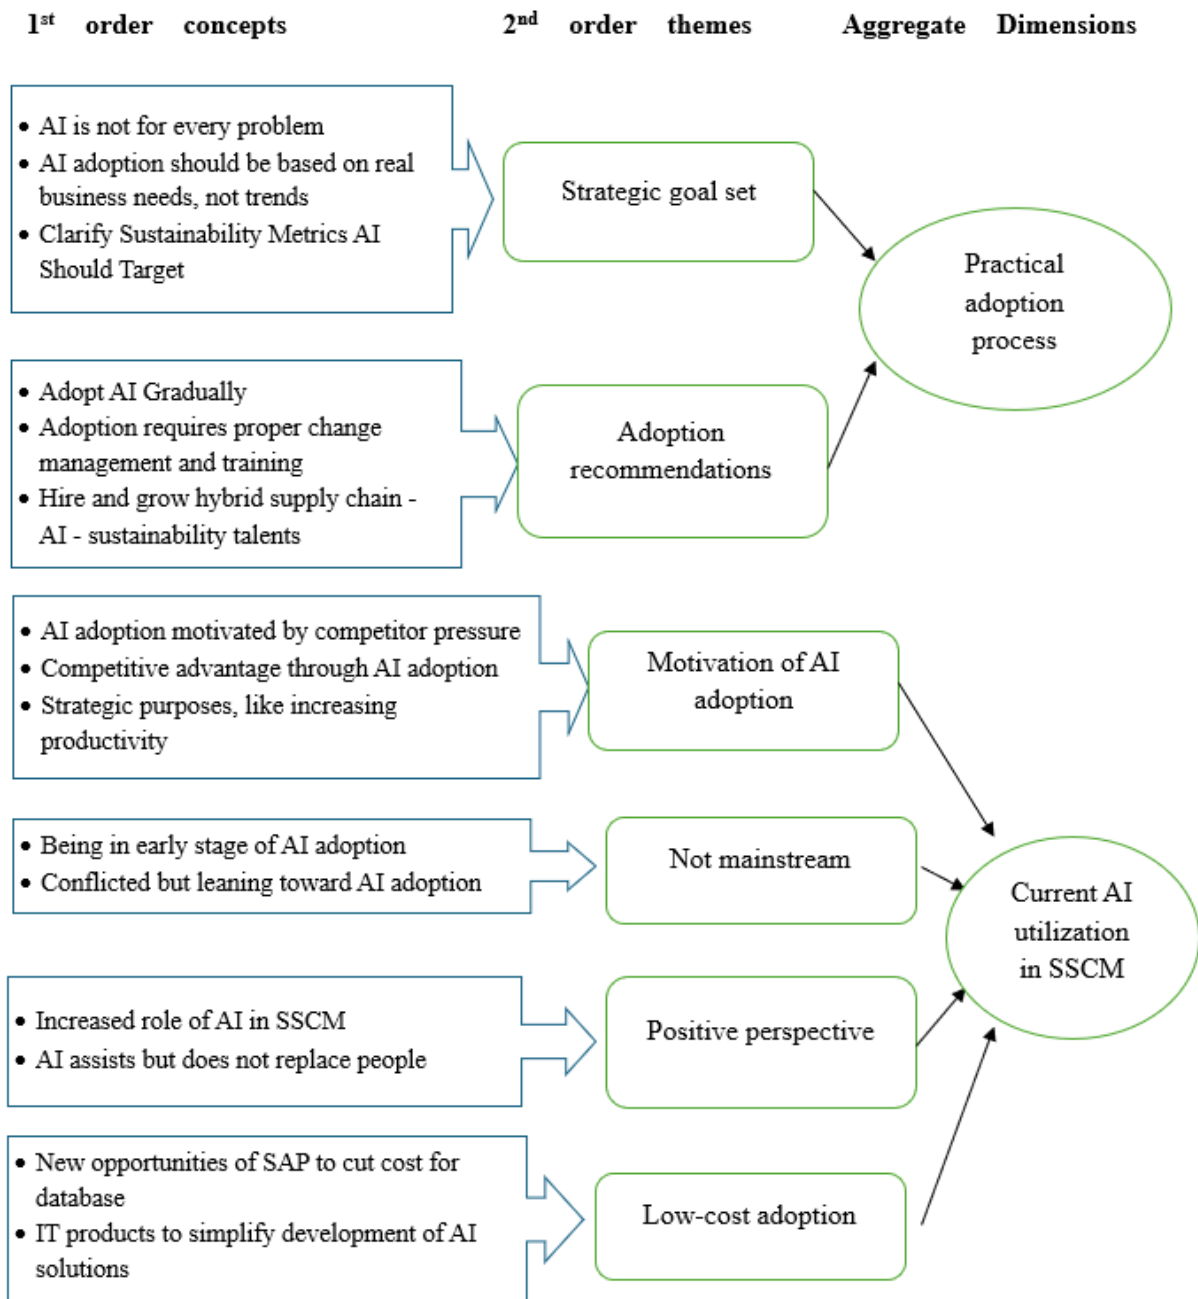 1st order concepts
2nd order themes
Aggregate Dimensions
• AI is not for every problem
• AI adoption should be based on real
business needs, not trends
• Clarify Sustainability Metrics AI
Should Target
Strategic goal set
Practical
adoption
process
• Adopt AI Gradually
• Adoption requires proper change
management and training
• Hire and grow hybrid supply chain -
AI - sustainability talents
Adoption
recommendations
• AI adoption motivated by competitor pressure
• Competitive advantage through AI adoption
• Strategic purposes, like increasing
productivity
Motivation of AI
adoption
• Being in early stage of AI adoption
• Conflicted but leaning toward AI adoption
Not mainstream
Current AI
utilization
in SSCM
• Increased role of AI in SSCM
• AI assists but does not replace people
Positive perspective
• New opportunities of SAP to cut cost for
database
• IT products to simplify development of AI
solutions
Low-cost adoption